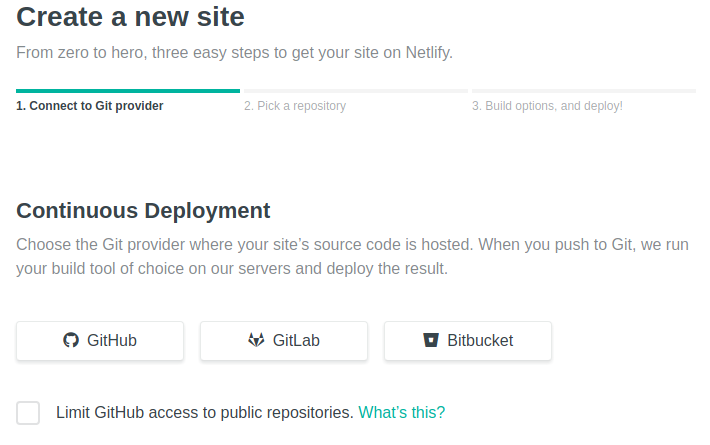 Create a new site
From zero to hero, three easy steps to get your site on Netlify.
1. Connect to Git provider
2. Pick a repository
3. Build options, and deploy!
Continuous Deployment
Choose the Git provider where your site’s source code is hosted. When you push to Git, we run
your build tool of choice on our servers and deploy the result.
GitHub
GitLab
Bitbucket
Limit GitHub access to public repositories. What’s this?